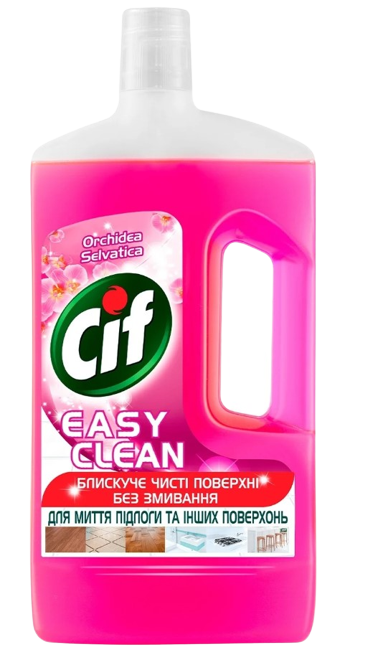 Orchidea
Selvatica
Cif
EASY
CLEAN
БЛИСКУЧЕ ЧИСТІ ПОВЕРХНІ
БЕЗ ЗМИВАННЯ
ДЛЯ МИТТЯ ПІДЛОГИ ТА ІНШИХ ПОВЕРХОНЬ